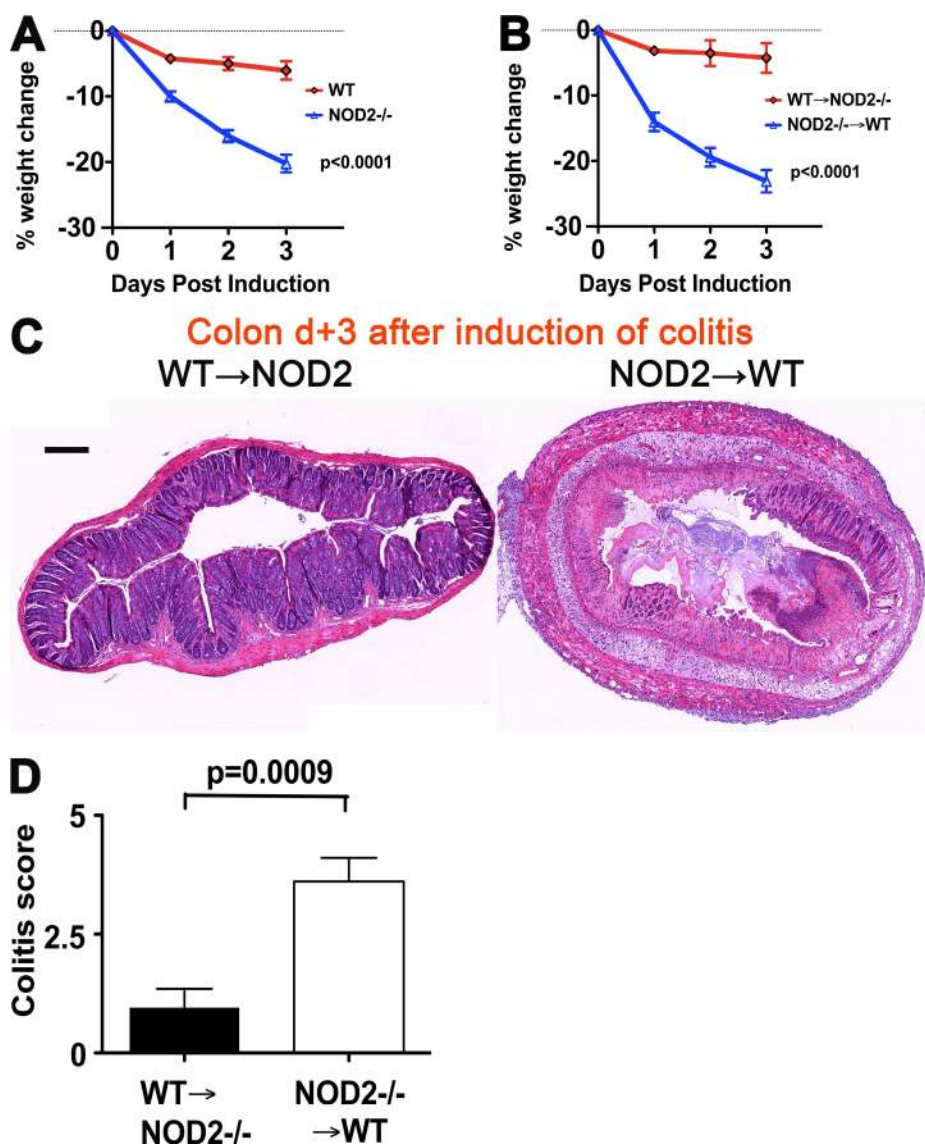 A
% weight change
0
-10
-20
-30
0 1 2 3
Days Post Induction
WT
NOD2-/-
p<0.0001
B
% weight change
0
-10
-20
-30
0 1 2 3
Days Post Induction
WT→NOD2-/-
NOD2-/-→WT
p<0.0001
C
Colon d+3 after induction of colitis
WT→NOD2
NOD2→WT
D
p=0.0009
Colitis score
5
2.5
0
WT→
NOD2-/-
NOD2-/-
→WT